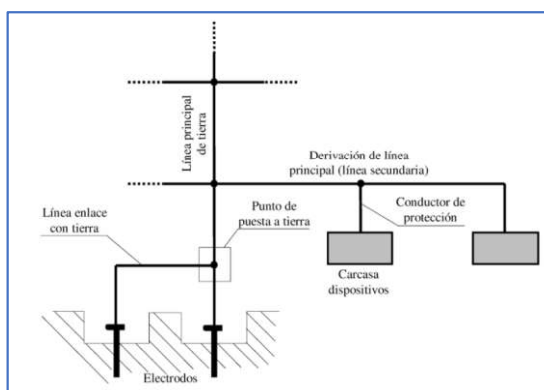 Línea principal
de tierra
Derivación de línea
principal (línea secundaria)
Línea enlace
con tierra
Punto de
puesta a tierra
Conductor de
protección
Carcasa
dispositivos
Electrodos